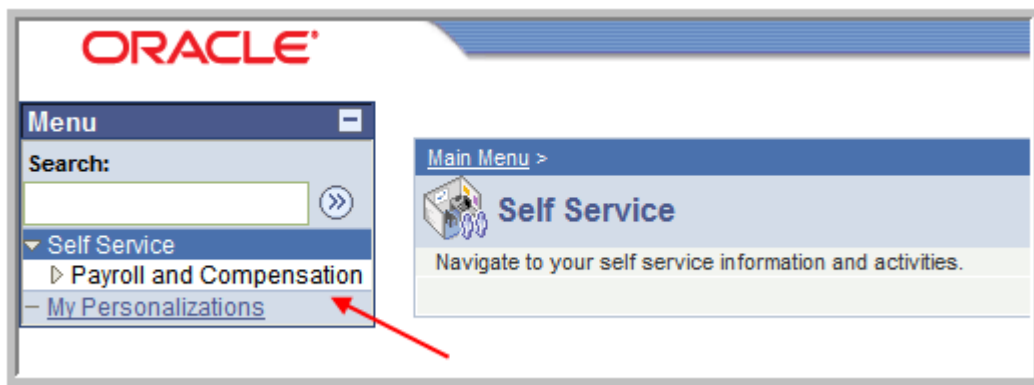 ORACLE
Menu
Search:
Self Service
Payroll and Compensation
My Personalizations
Main Menu >
Self Service
Navigate to your self service information and activities.